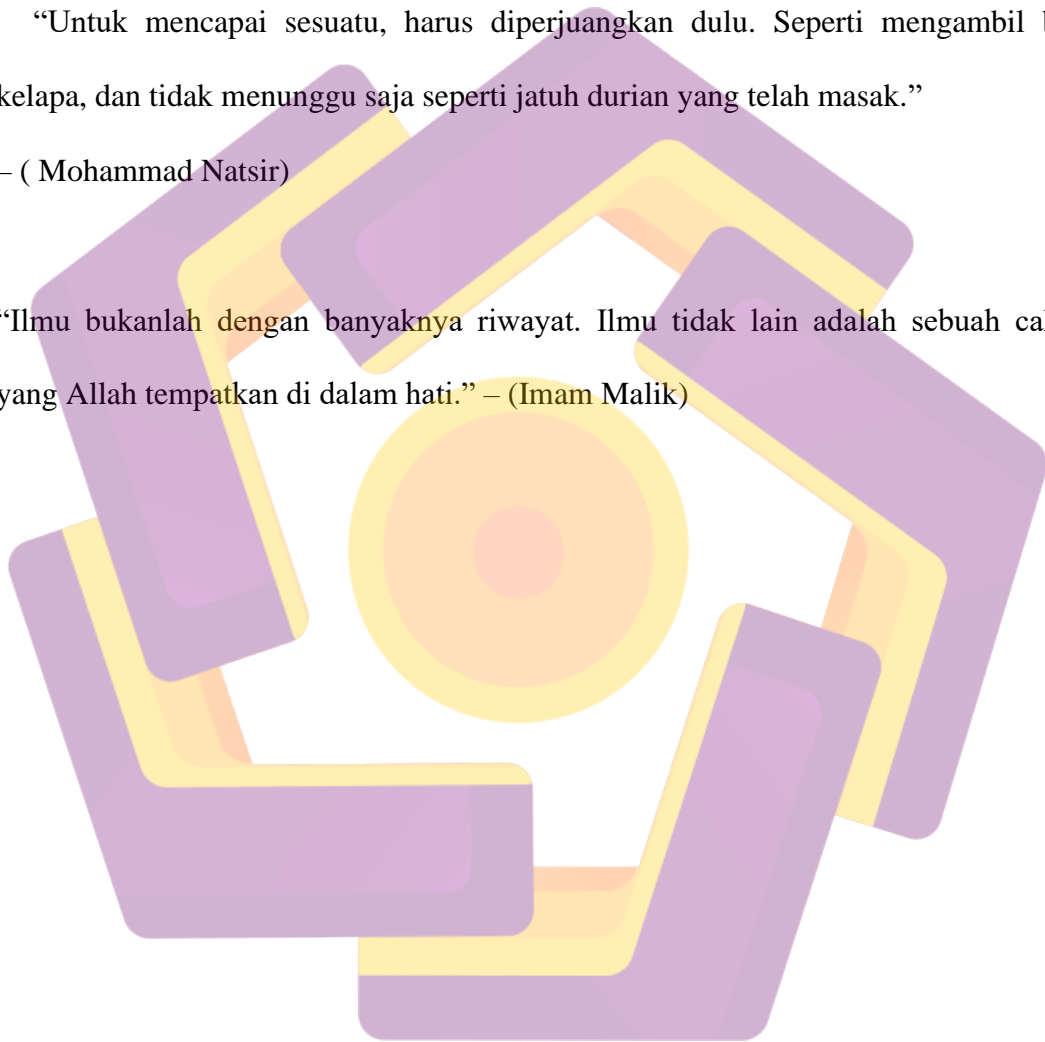 “Untuk mencapai sesuatu, harus diperjuangkan dulu. Seperti mengambil
kelapa, dan tidak menunggu saja seperti jatuh durian yang telah masak.”
– ( Mohammad Natsir)
“Ilmu bukanlah dengan banyaknya riwayat. Ilmu tidak lain adalah sebuah
yang Allah tempatkan di dalam hati.” – (Imam Malik)